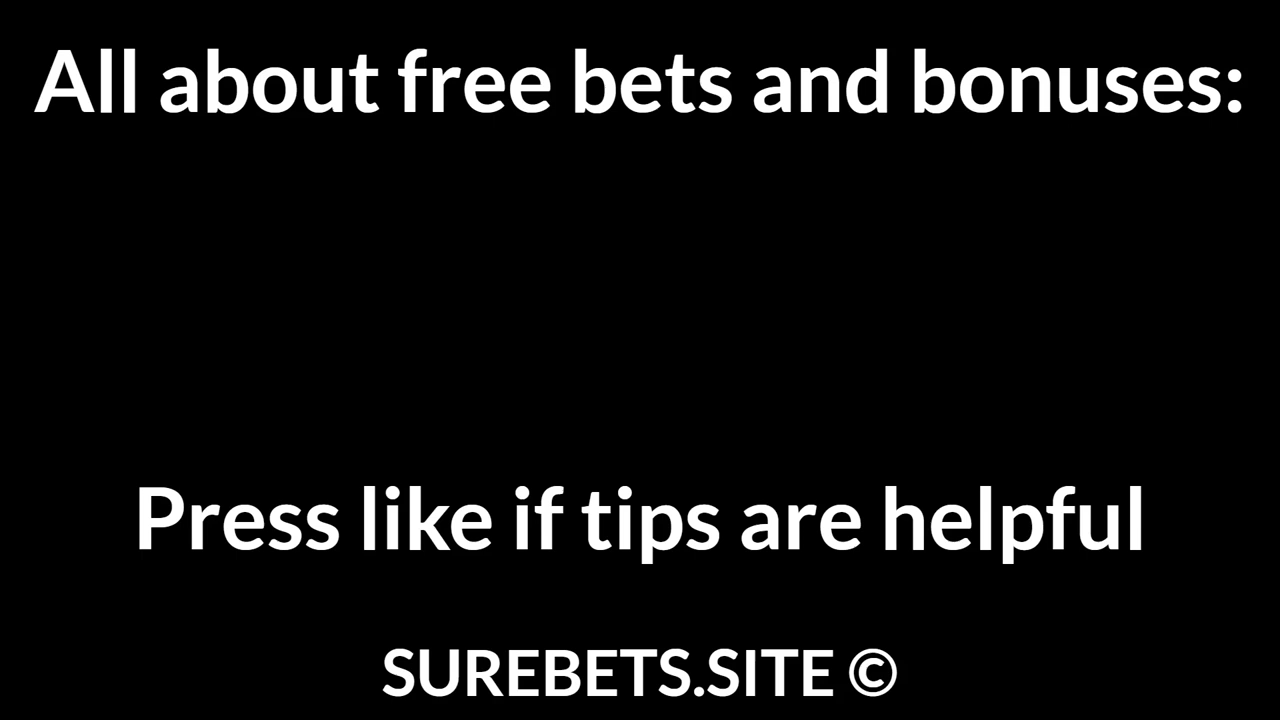 All about free bets and bonuses:
Press like if tips are helpful
SUREBETS.SITE ©